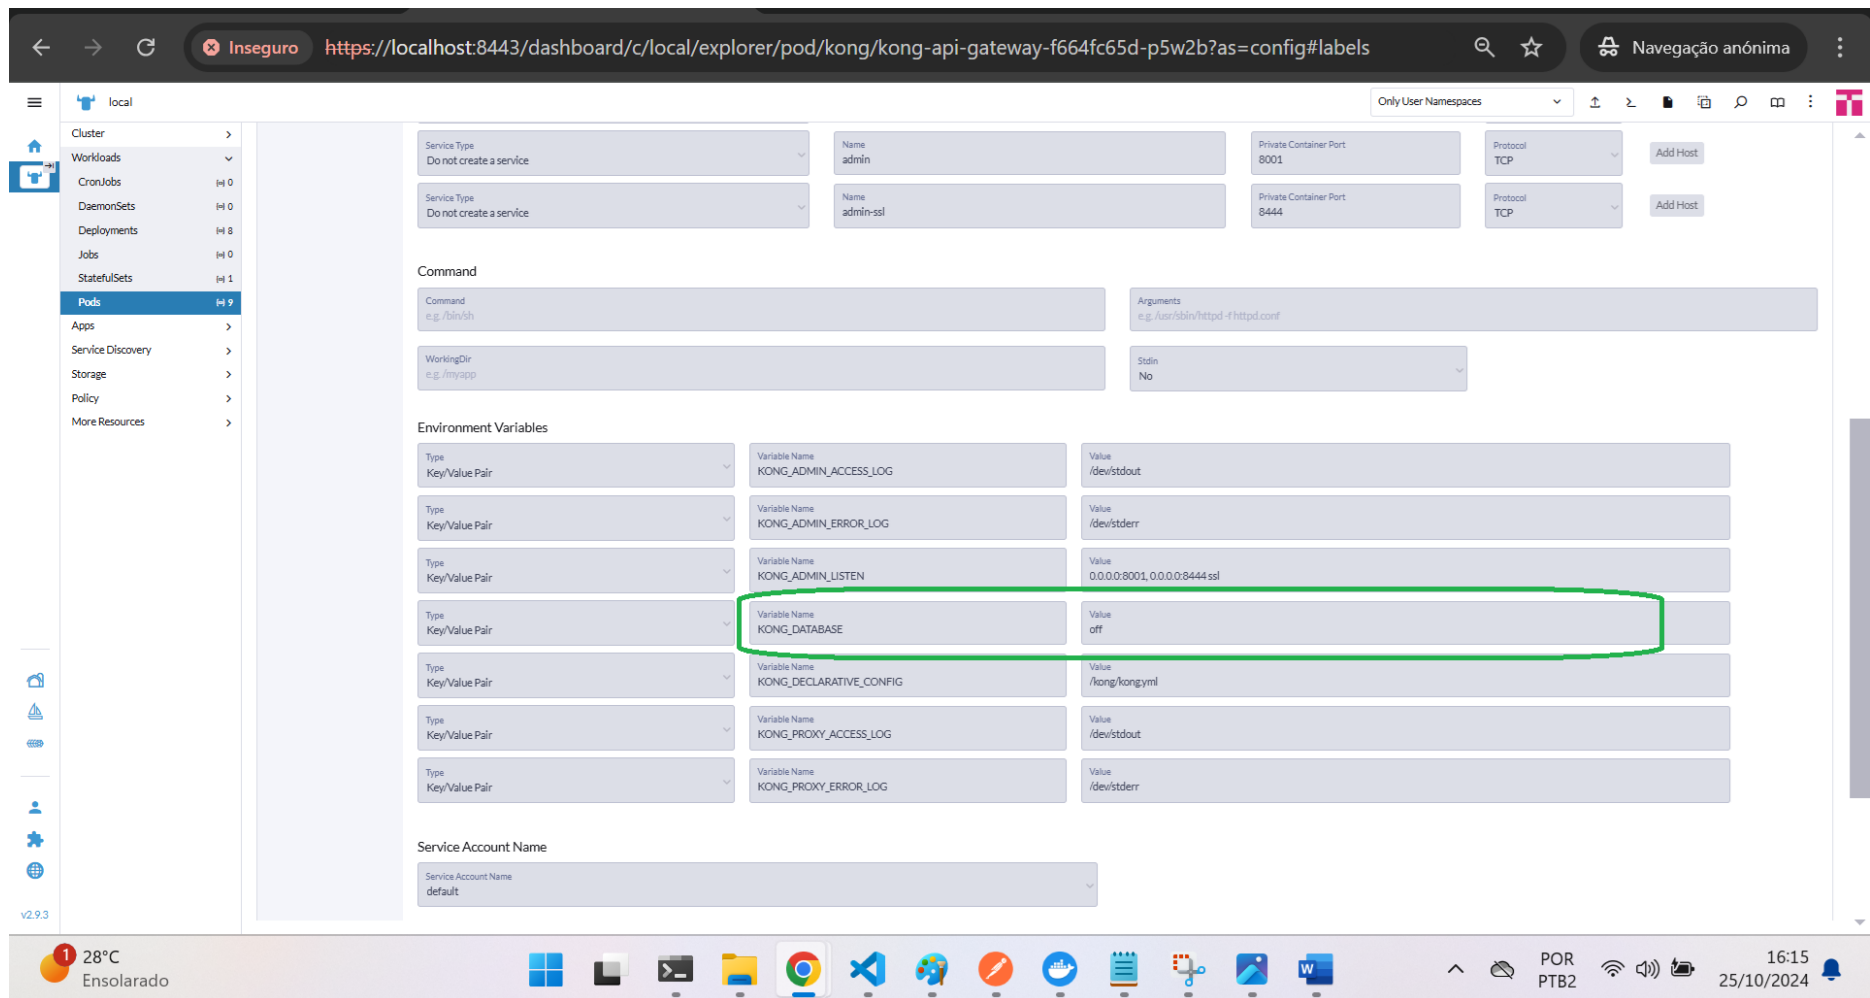 Inseguro
https://localhost:8443/dashboard/c/local/explorer/pod/kong/kong-api-gateway-f664fc65d-p5w2b?as=config#labels
Navegação anónima
local
Only User Namespaces
Cluster
Workloads
CronJobs 0
DaemonSets 0
Deployments 8
Jobs 0
StatefulSets 1
Pods 9
Apps
Service Discovery
Storage
Policy
More Resources
v2.9.3
Service Type Name Private Container Port Protocol
Do not create a service admin 8001 TCP Add Host
Service Type Name Private Container Port Protocol
Do not create a service admin-ssl 8444 TCP Add Host
Command
Command Arguments
e.g. /bin/sh e.g. /usr/sbin/httpd -f httpd.conf
WorkingDir Stdin
e.g. /myapp No
Environment Variables
Type Variable Name Value
Key/Value Pair KONG_ADMIN_ACCESS_LOG /dev/stdout
Type Variable Name Value
Key/Value Pair KONG_ADMIN_ERROR_LOG /dev/stderr
Type Variable Name Value
Key/Value Pair KONG_ADMIN_LISTEN 0.0.0.0:8001, 0.0.0.0:8444 ssl
Type Variable Name Value
Key/Value Pair KONG_DATABASE off
Type Variable Name Value
Key/Value Pair KONG_DECLARATIVE_CONFIG /kong/kong.yml
Type Variable Name Value
Key/Value Pair KONG_PROXY_ACCESS_LOG /dev/stdout
Type Variable Name Value
Key/Value Pair KONG_PROXY_ERROR_LOG /dev/stderr
Service Account Name
Service Account Name
default
1
28°C
Ensolarado
POR
PTB2
16:15
25/10/2024